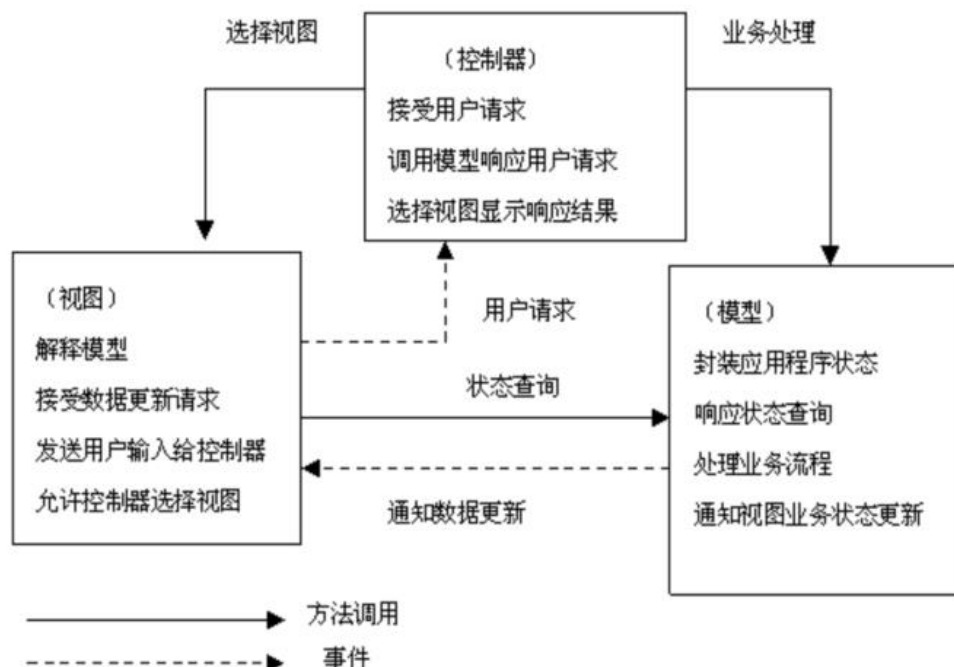 选择视图
业务处理
（控制器）
接受用户请求
调用模型响应用户请求
选择视图显示响应结果
（视图）
解释模型
接受数据更新请求
发送用户输入给控制器
允许控制器选择视图
用户请求
状态查询
通知数据更新
（模型）
封装应用程序状态
响应状态查询
处理业务流程
通知视图业务状态更新
方法调用
事件